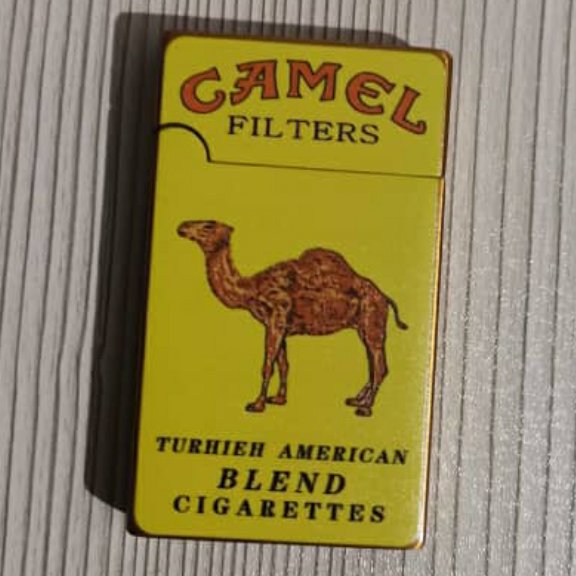 CAMEL
FILTERS
TURHIEH AMERICAN
BLEND
CIGARETTES